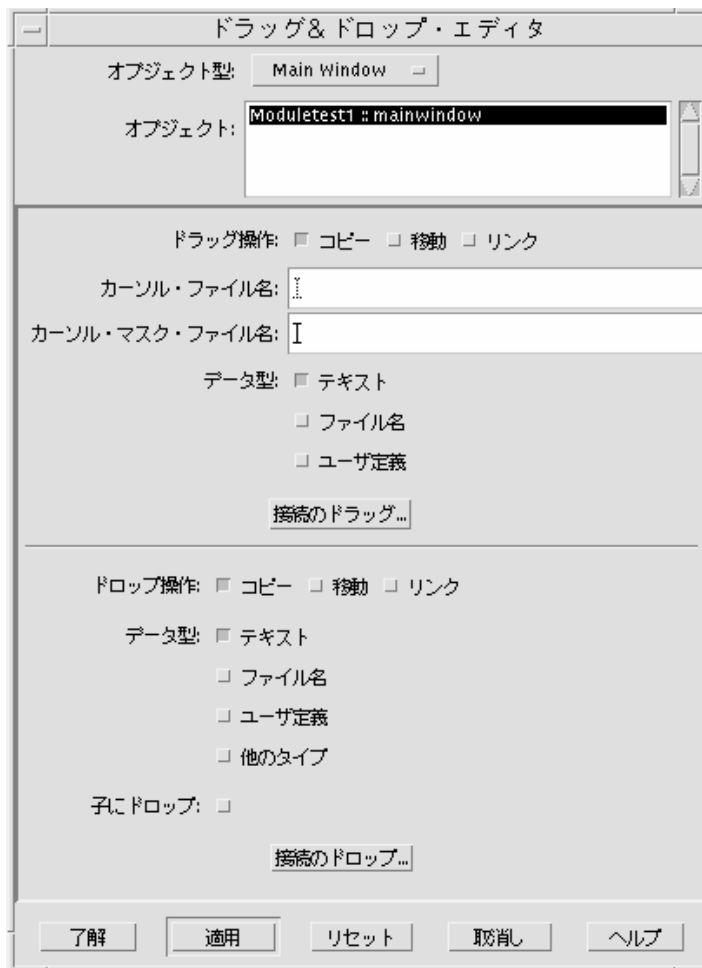 ドラッグ&ドロップ・エディタ
オブジェクト型: Main Window
オブジェクト: Moduletest1 :: mainwindow
ドラッグ操作: コピー 移動 リンク
カーソル・ファイル名:
カーソル・マスク・ファイル名:
データ型: テキスト
ファイル名
ユーザ定義
接続のドラッグ...
ドロップ操作: コピー 移動 リンク
データ型: テキスト
ファイル名
ユーザ定義
他のタイプ
子にドロップ:
接続のドロップ...
了解 適用 リセット 取消し ヘルプ